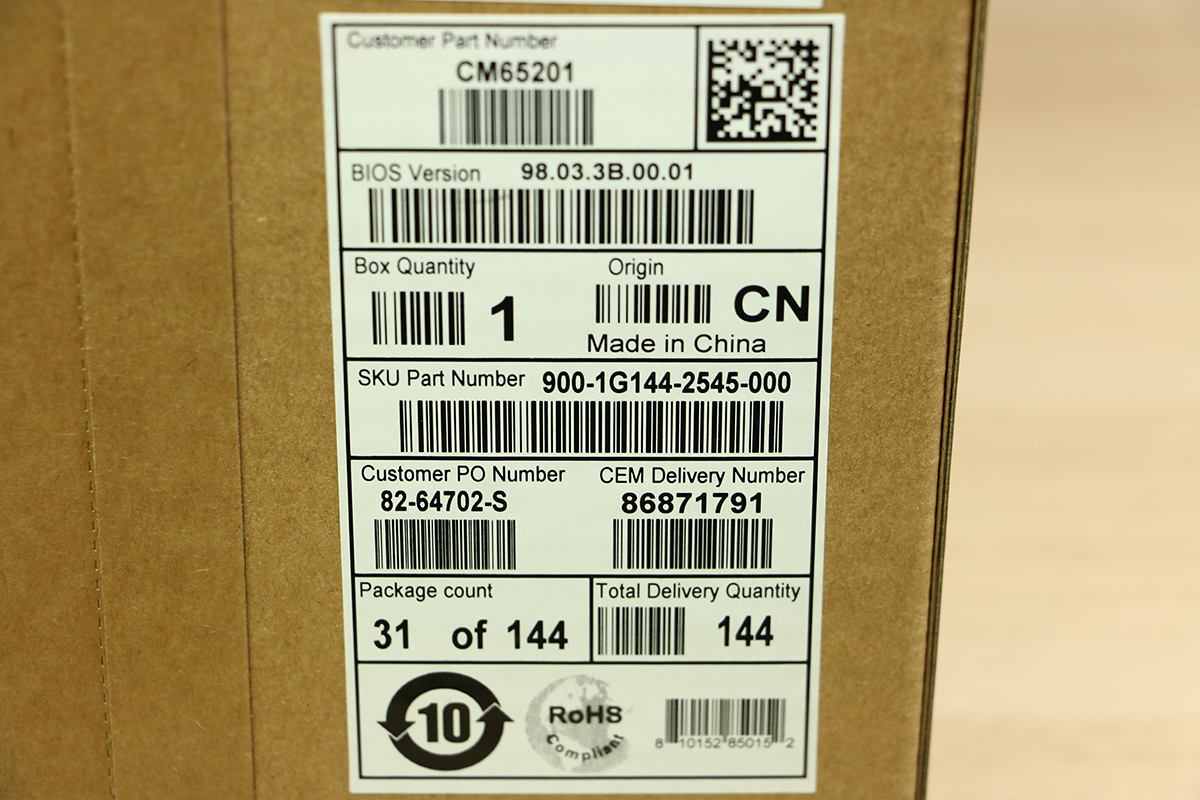 Customer Part Number
CM65201
BIOS Version 98.03.3B.00.01
Box Quantity
1
Origin
CN
Made in China
SKU Part Number 900-1G144-2545-000
Customer PO Number
82-64702-S
CEM Delivery Number
86871791
Package count
31 of 144
Total Delivery Quantity
144
10
RoHS
Compliant
8 10152 85015 2